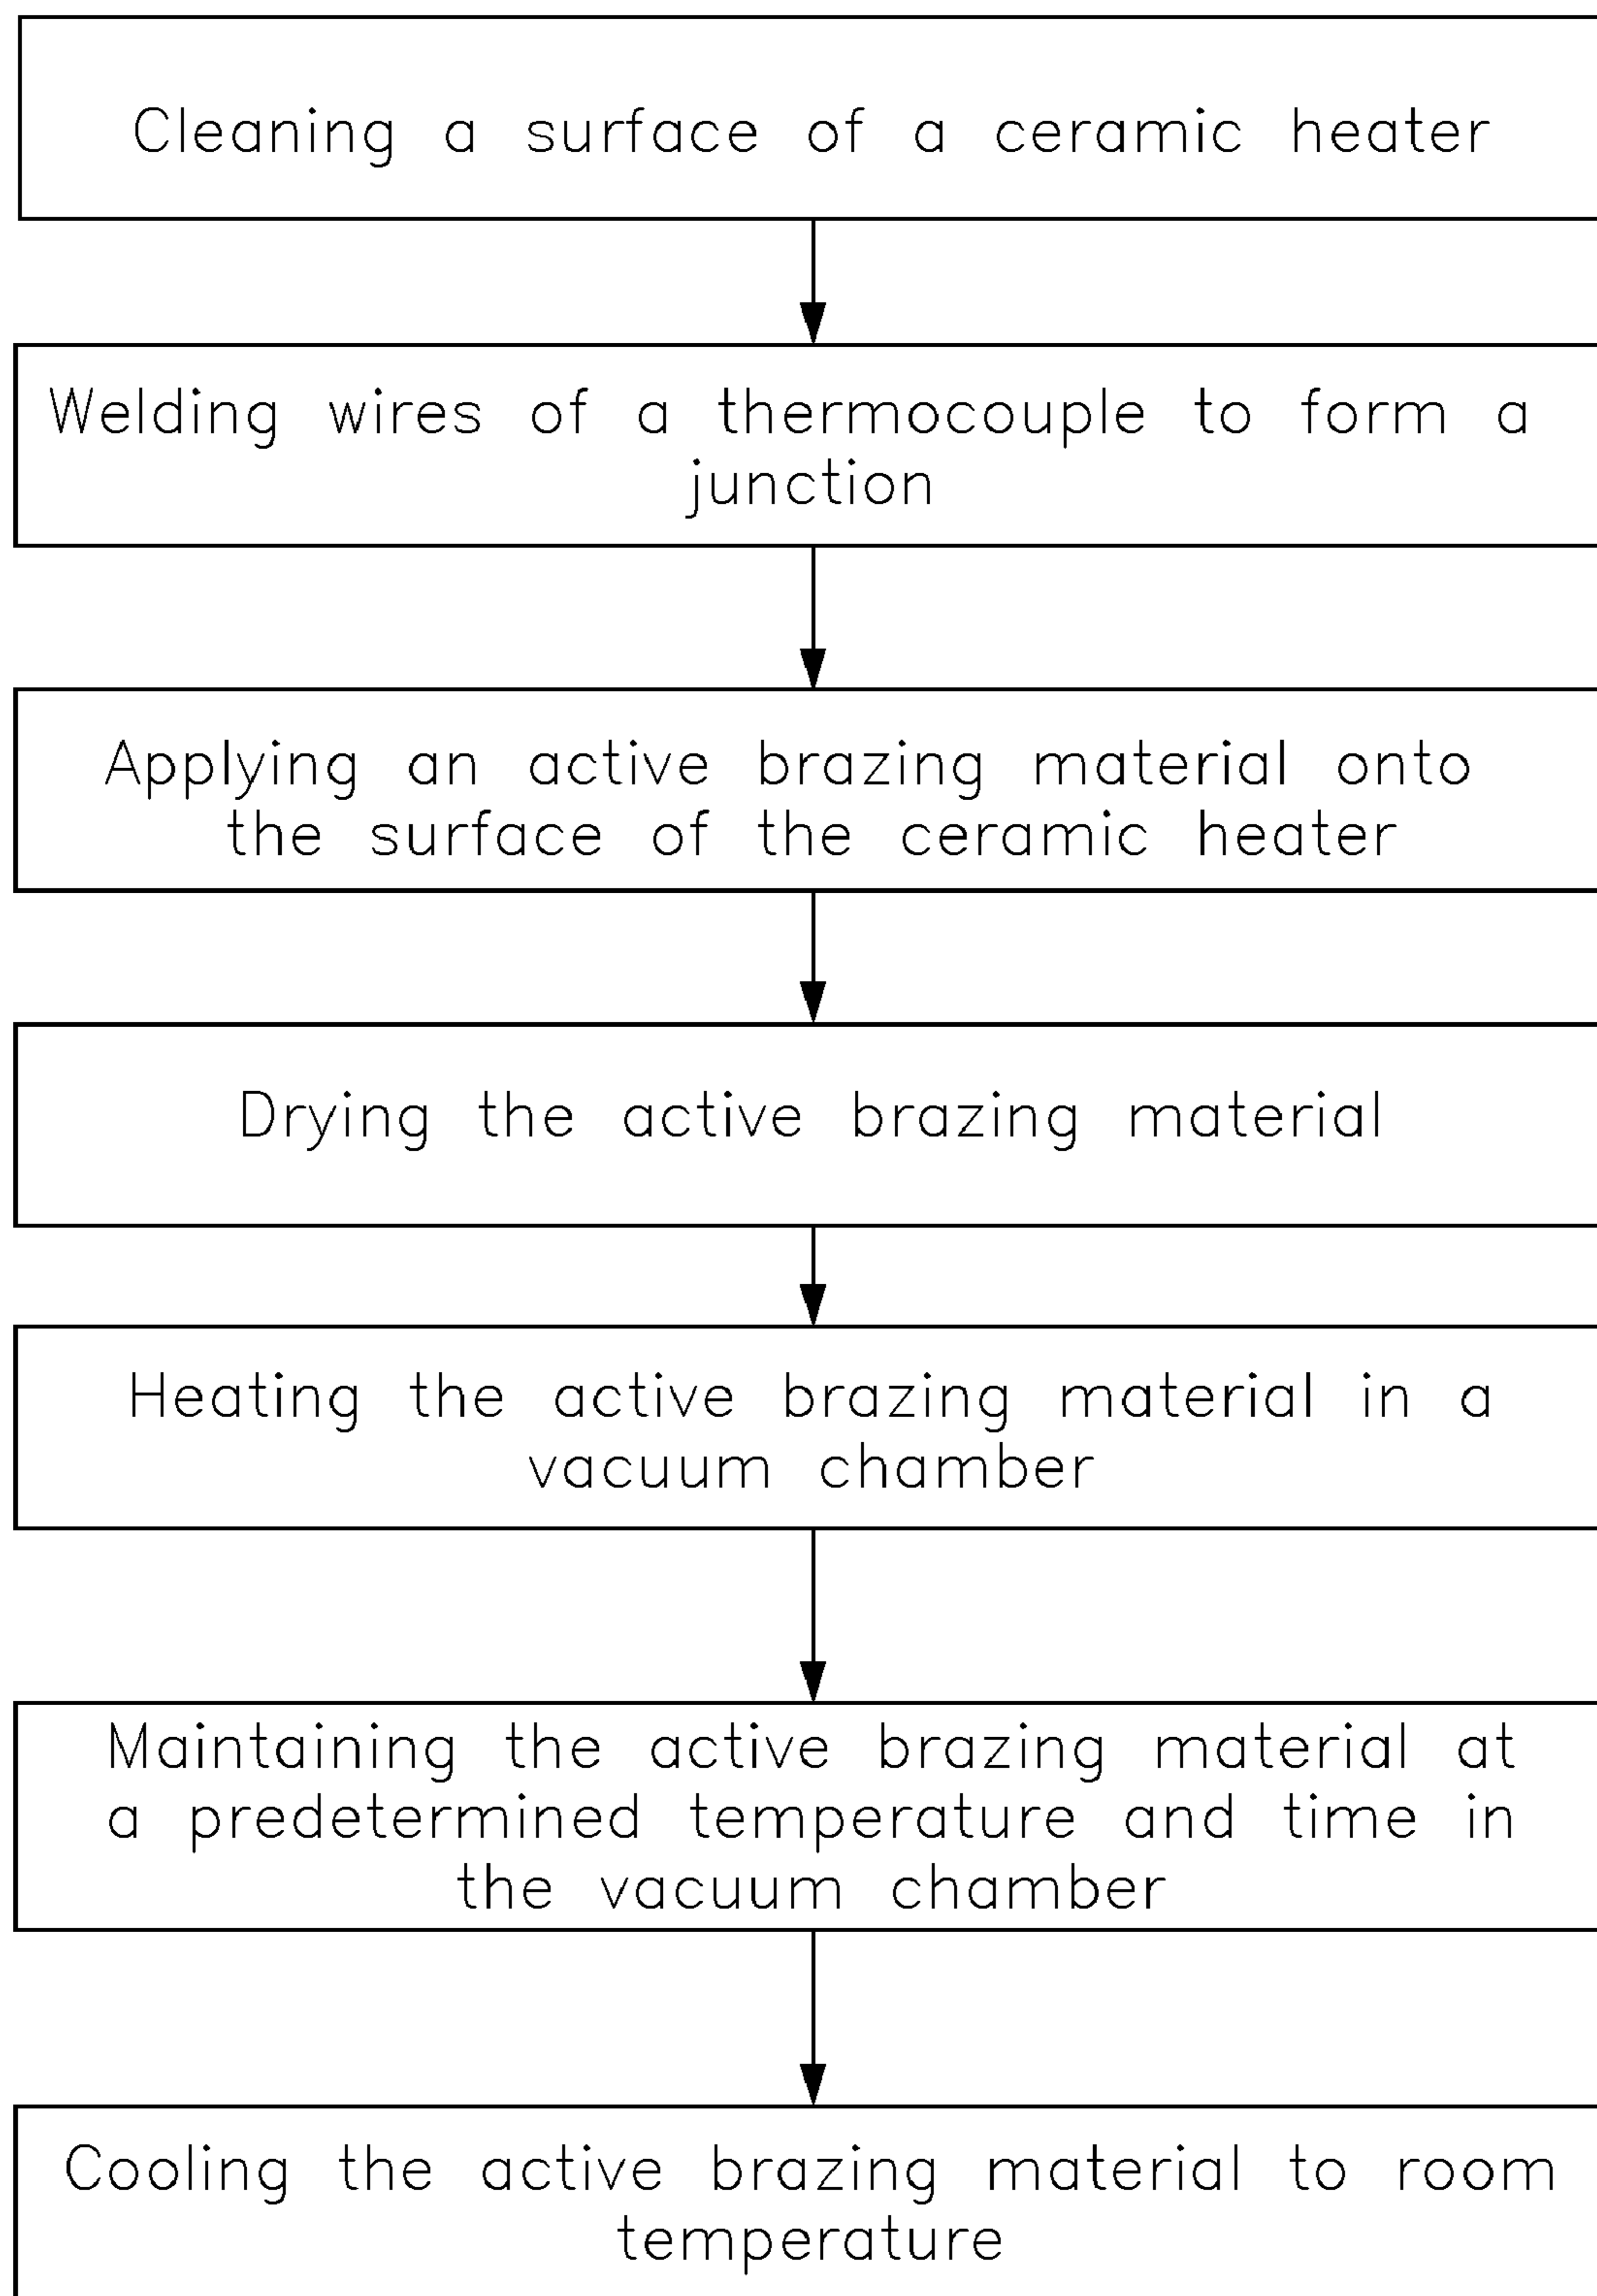 Cleaning a surface of a ceramic heater
Welding wires of a thermocouple to form a
junction
Applying an active brazing material onto
the surface of the ceramic heater
Drying the active brazing material
Heating the active brazing material in a
vacuum chamber
Maintaining the active brazing material at
a predetermined temperature and time in
the vacuum chamber
Cooling the active brazing material to room
temperature